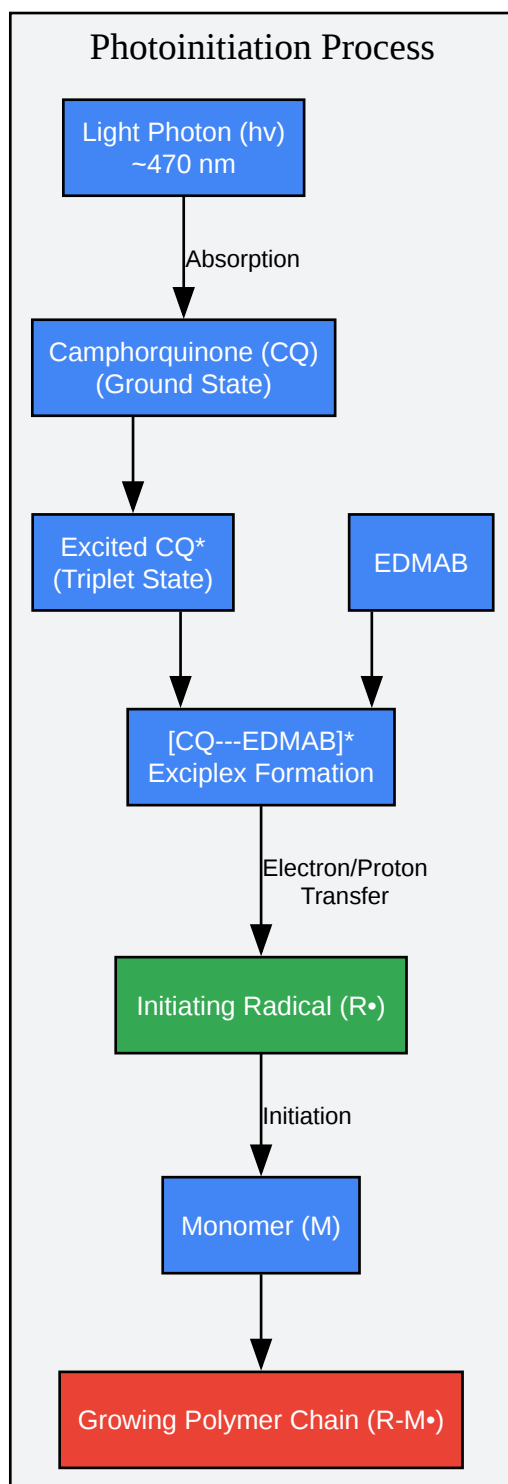 Photoinitiation Process
Light Photon (hv)
~470 nm
Absorption
Camphorquinone (CQ)
(Ground State)
Excited CQ*
(Triplet State)
EDMAB
[CQ---EDMAB]*
Exciplex Formation
Electron/Proton
Transfer
Initiating Radical (R•)
Initiation
Monomer (M)
Growing Polymer Chain (R-M•)